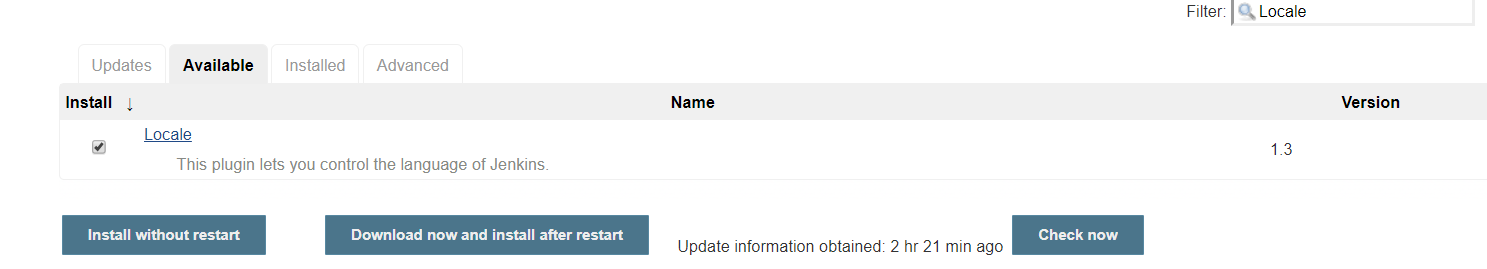 Filter: Locale
Updates Available Installed Advanced
Install ↓ Name Version
Locale
This plugin lets you control the language of Jenkins.
1.3
Install without restart Download now and install after restart Update information obtained: 2 hr 21 min ago Check now